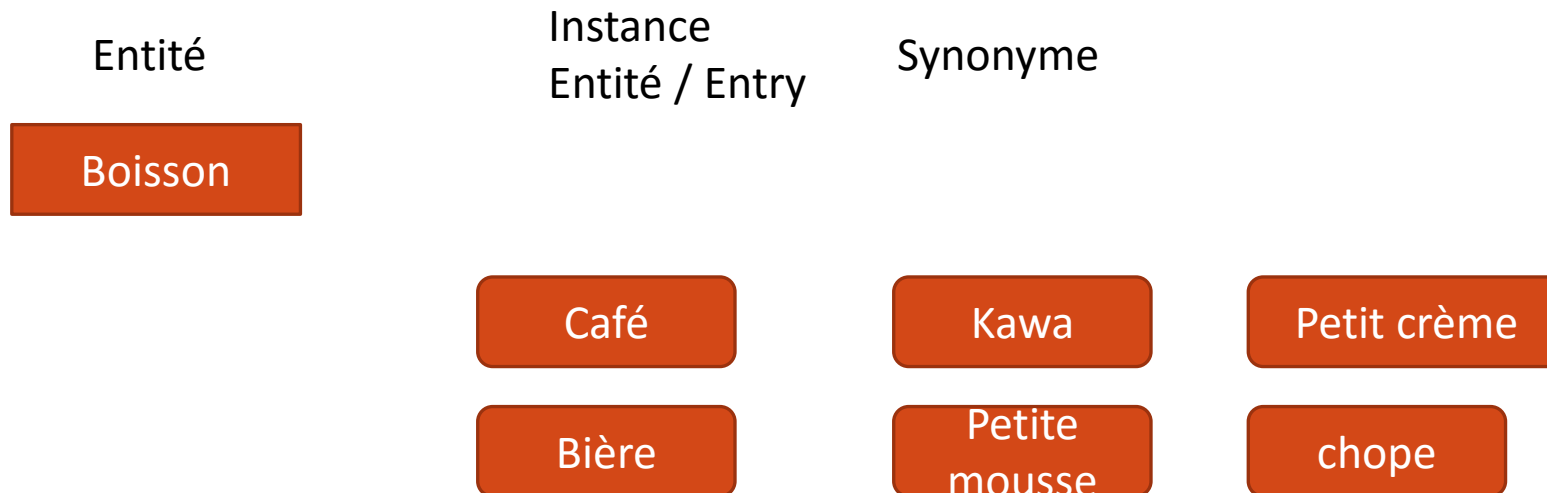 Entité
Instance
Entité / Entry
Synonyme
Boisson
Café
Kawa
Petit crème
Bière
Petite
mousse
chope